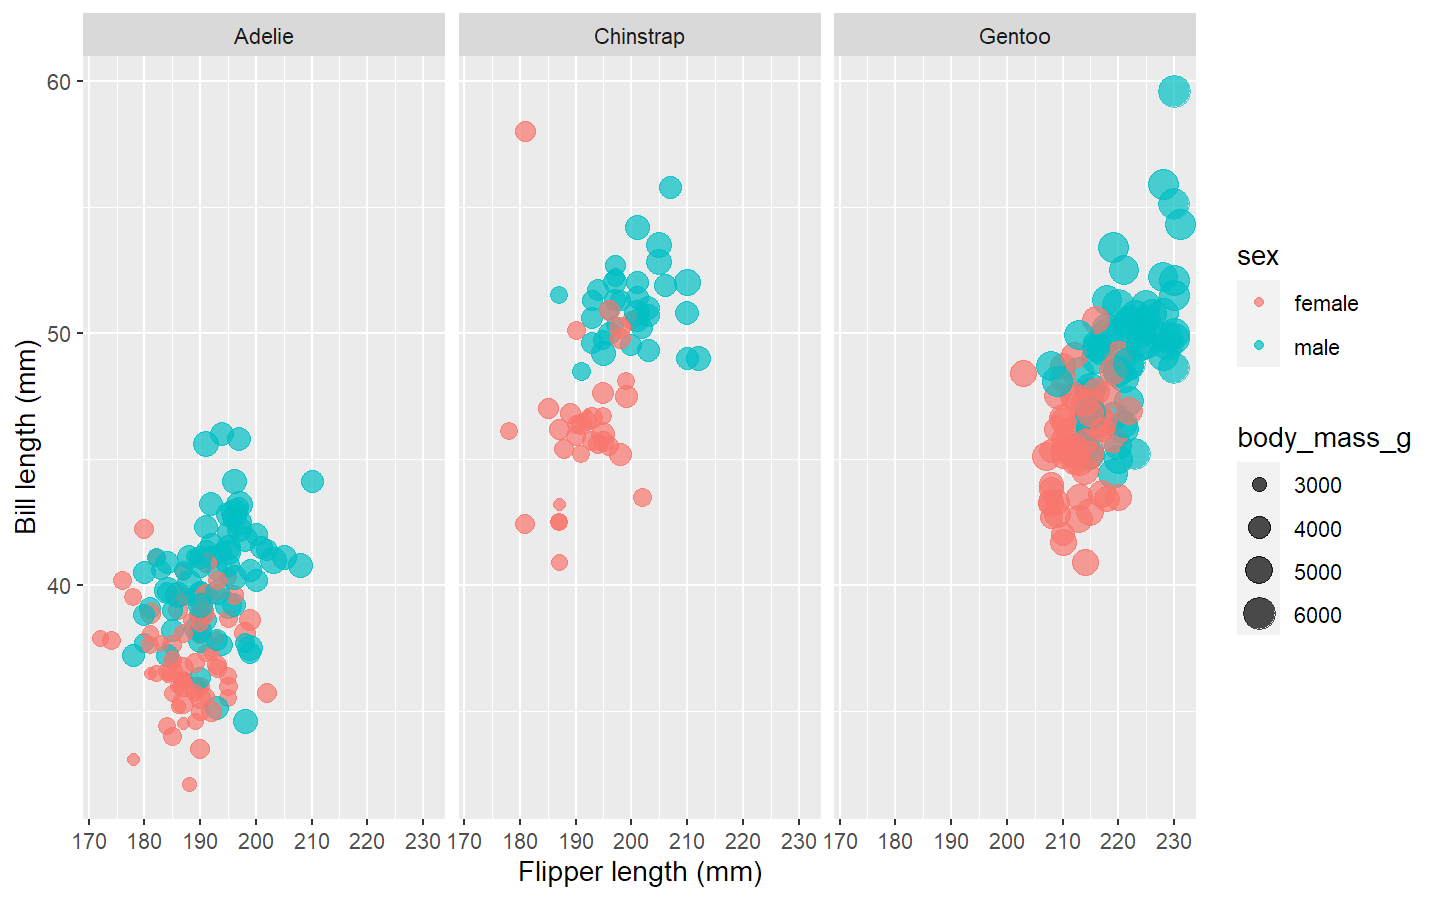 Adelie Chinstrap Gentoo
60
50
40
Bill length (mm)
170 180 190 200 210 220 230 170 180 190 200 210 220 230 170 180 190 200 210 220 230
Flipper length (mm)
sex
female
male
body_mass_g
3000
4000
5000
6000